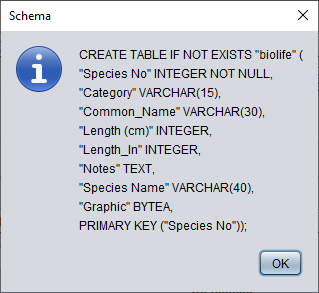 Schema
CREATE TABLE IF NOT EXISTS "biolife" (
"Species No" INTEGER NOT NULL,
"Category" VARCHAR(15),
"Common_Name" VARCHAR(30),
"Length (cm)" INTEGER,
"Length_In" INTEGER,
"Notes" TEXT,
"Species Name" VARCHAR(40),
"Graphic" BYTEA,
PRIMARY KEY ("Species No"));
OK